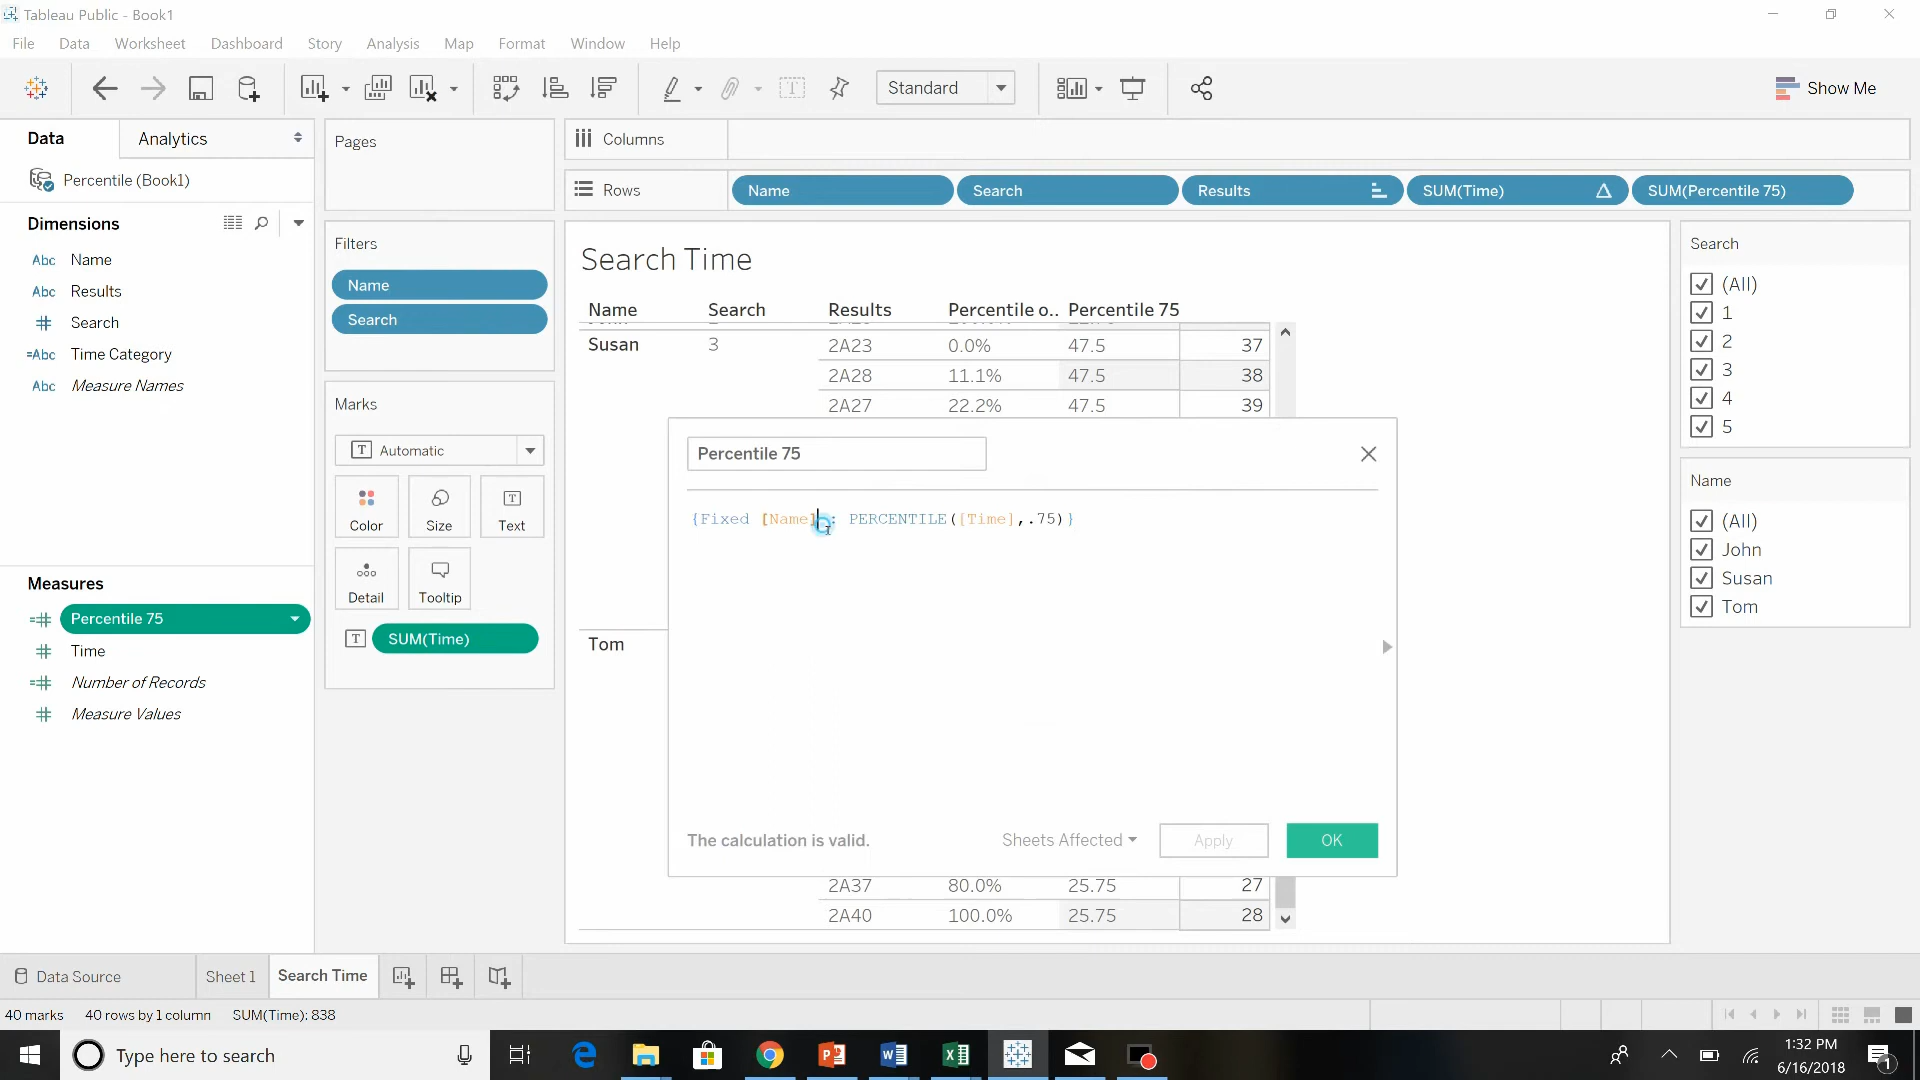 Tableau Public - Book1
File Data Worksheet Dashboard Story Analysis Map Format Window Help
Standard
Show Me
Data
Analytics
Percentile (Book1)
Dimensions
Abc Name
Abc Results
Search
=Abc Time Category
Abc Measure Names
Measures
Percentile 75
Time
Number of Records
Measure Values
Pages
Filters
Name
Search
Marks
Automatic
Color
Size
Text
Detail
Tooltip
SUM(Time)
Columns
Rows
Name
Search
Results
SUM(Time)
SUM(Percentile 75)
Search Time
Name Search Results Percentile o.. Percentile 75
Susan 3 2A23 0.0% 47.5 37
2A28 11.1% 47.5 38
2A27 22.2% 47.5 39
Percentile 75
{Fixed [Name] : PERCENTILE([Time],.75)}
The calculation is valid.
Sheets Affected
Apply
OK
Tom
2A37 80.0% 25.75 27
2A40 100.0% 25.75 28
Search
(All)
1
2
3
4
5
Name
(All)
John
Susan
Tom
Data Source
Sheet 1
Search Time
40 marks 40 rows by 1 column SUM(Time): 838
Type here to search
1:32 PM
6/16/2018
1